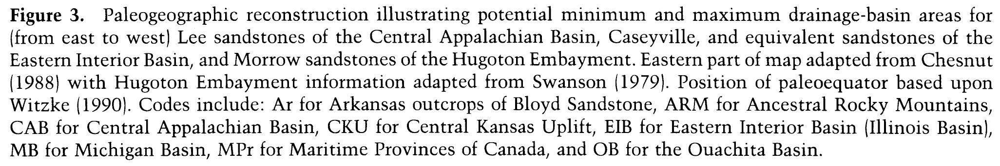 Figure 3. Paleogeographic reconstruction illustrating potential minimum and maximum drainage-basin areas for
(from east to west) Lee sandstones of the Central Appalachian Basin, Caseyville, and equivalent sandstones of the
Eastern Interior Basin, and Morrow sandstones of the Hugoton Embayment. Eastern part of map adapted from Chesnut
(1988) with Hugoton Embayment information adapted from Swanson (1979). Position of paleoequator based upon
Witzke (1990). Codes include: Ar for Arkansas outcrops of Bloyd Sandstone, ARM for Ancestral Rocky Mountains,
CAB for Central Appalachian Basin, CKU for Central Kansas Uplift, EIB for Eastern Interior Basin (Illinois Basin),
MB for Michigan Basin, MPr for Maritime Provinces of Canada, and OB for the Ouachita Basin.